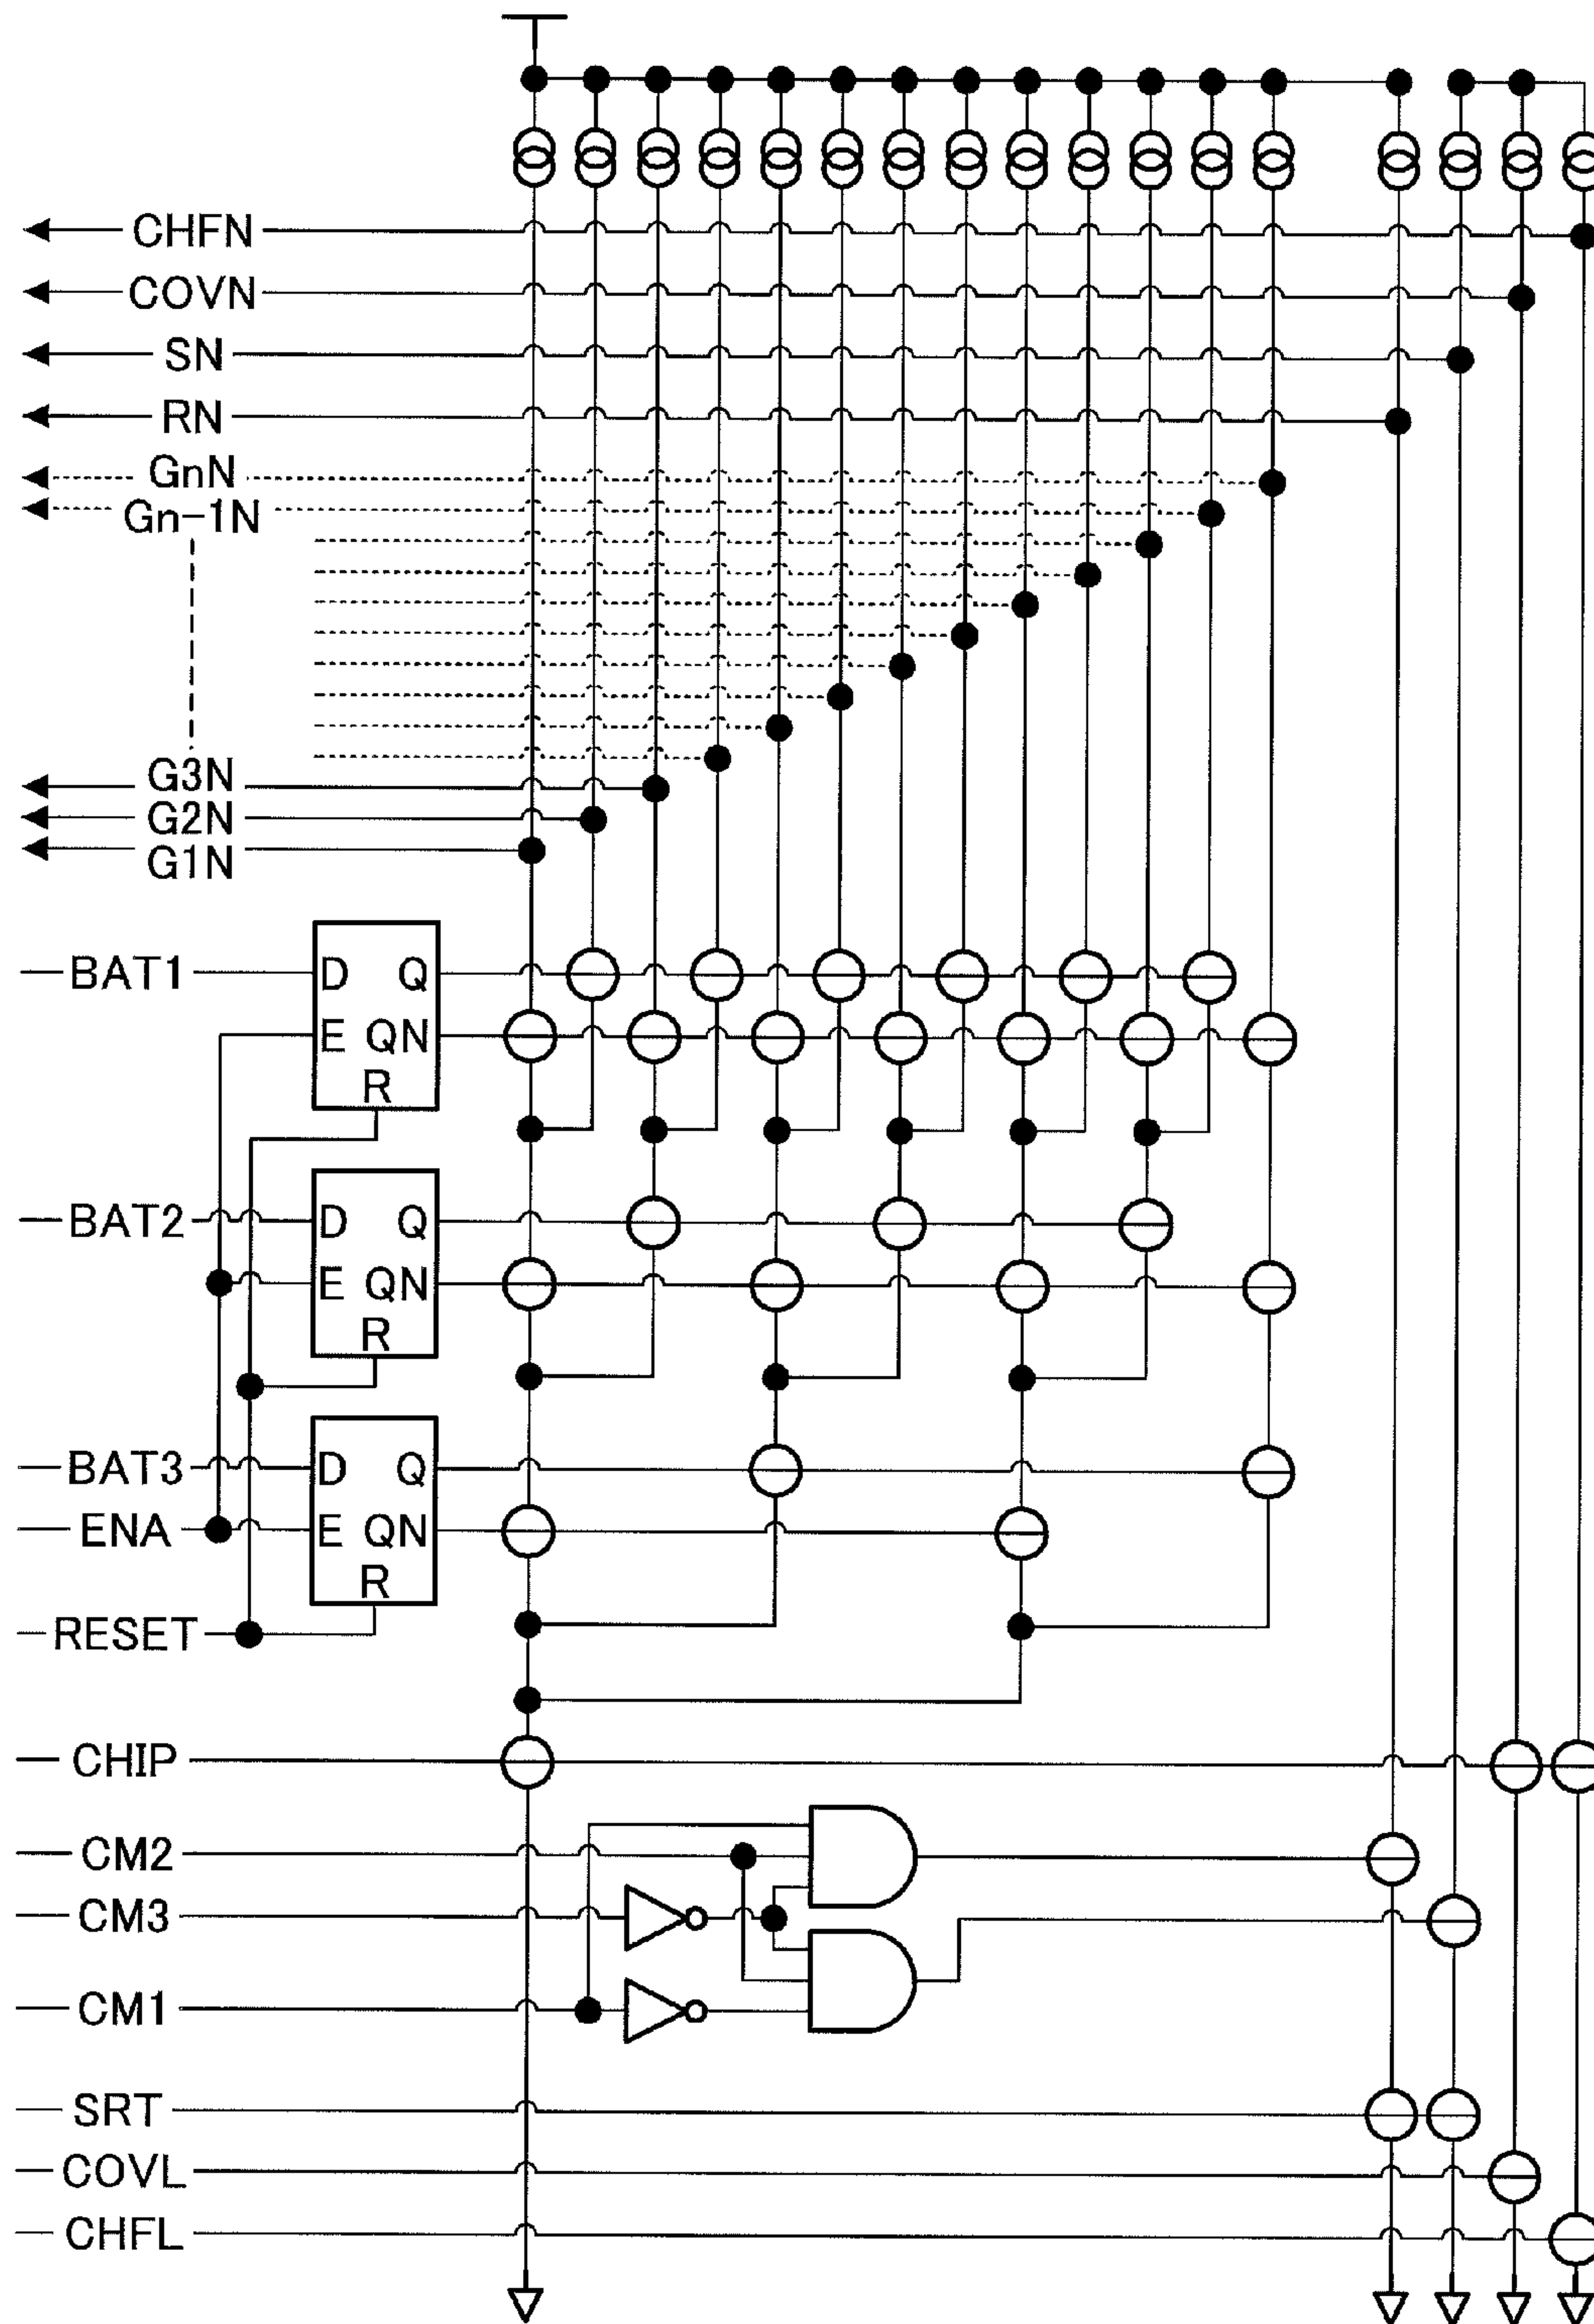 CHFN
COVN
SN
RN
GnN
Gn-1N
G3N
G2N
G1N
BAT1
D Q
E QN
R
BAT2
D Q
E QN
R
BAT3
D Q
ENA
E QN
R
RESET
CHIP
CM2
CM3
CM1
SRT
COVL
CHFL